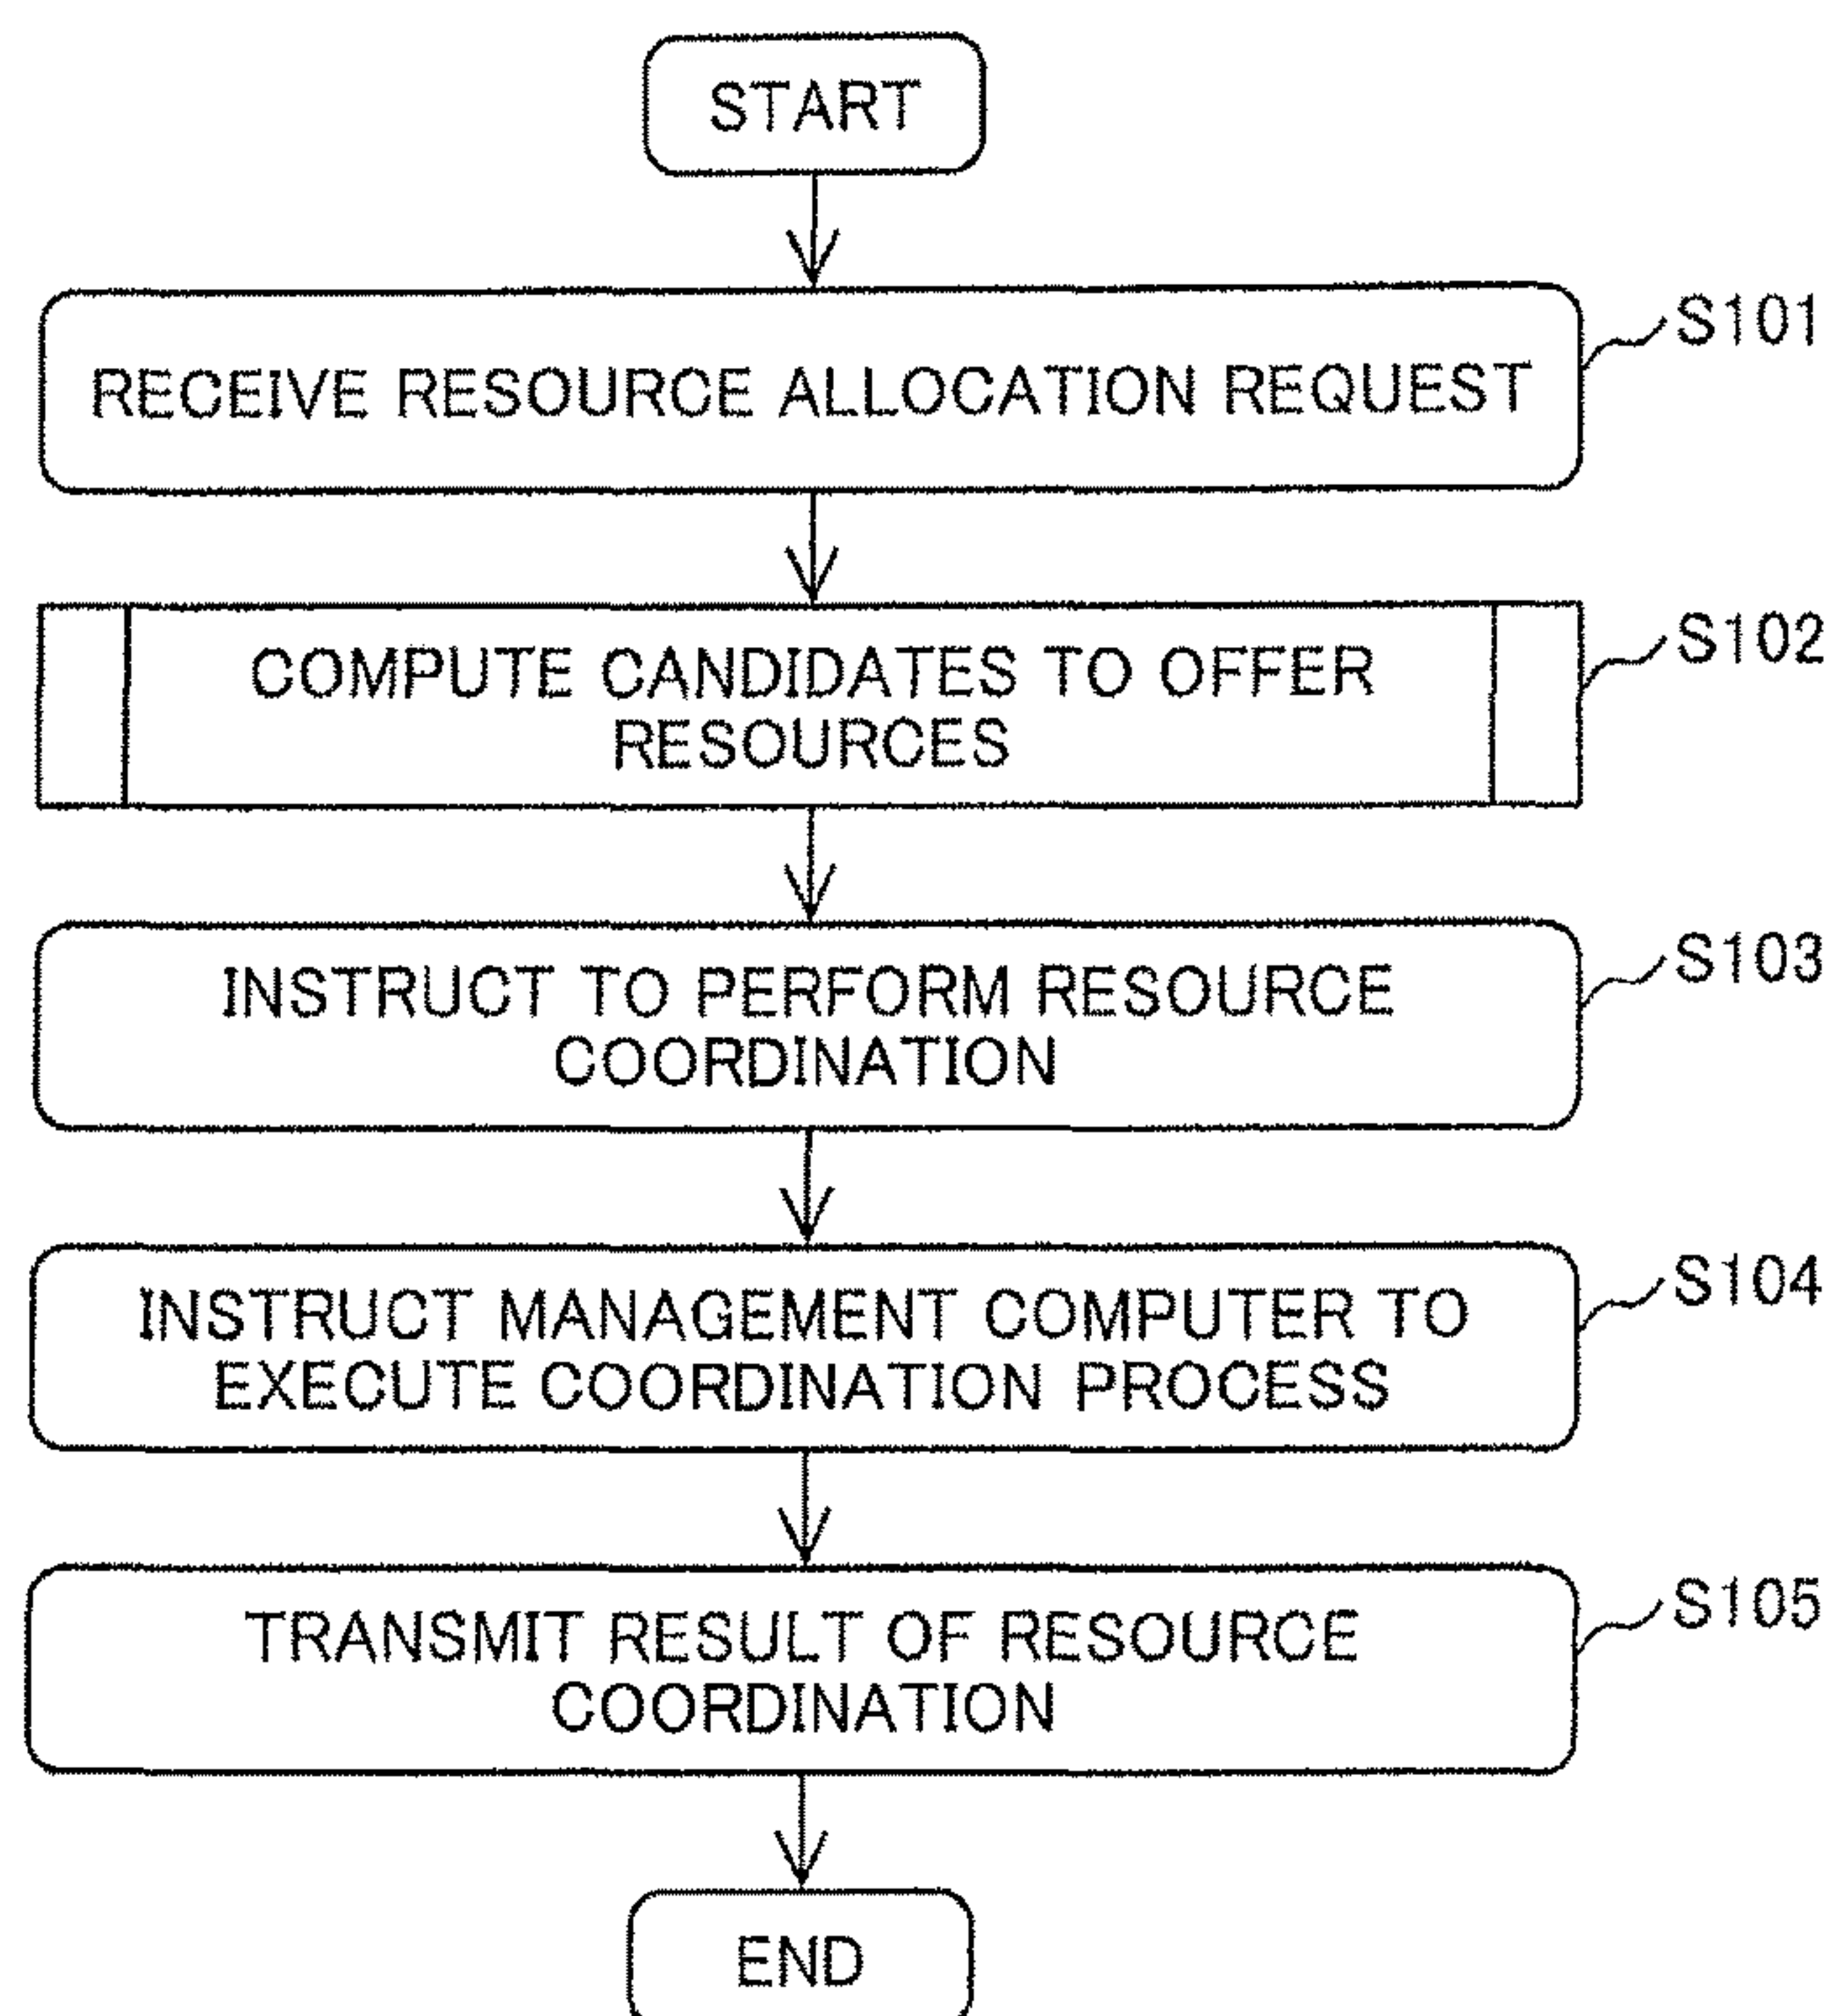 START
RECEIVE RESOURCE ALLOCATION REQUEST
S101
COMPUTE CANDIDATES TO OFFER
RESOURCES
S102
INSTRUCT TO PERFORM RESOURCE
COORDINATION
S103
INSTRUCT MANAGEMENT COMPUTER TO
EXECUTE COORDINATION PROCESS
S104
TRANSMIT RESULT OF RESOURCE
COORDINATION
S105
END